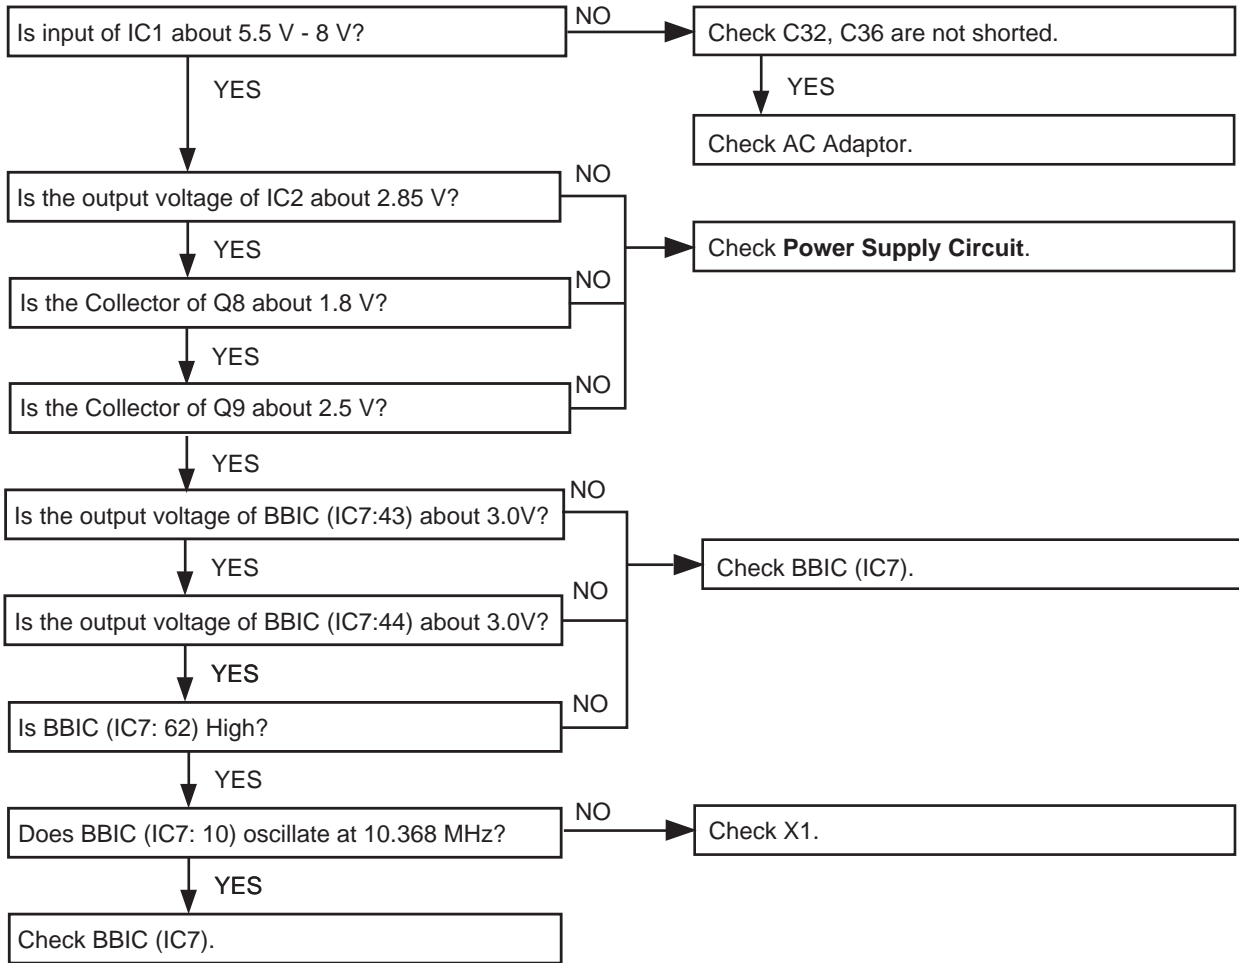 Is input of IC1 about 5.5 V - 8 V?
NO
Check C32, C36 are not shorted.
YES
YES
Check AC Adaptor.
Is the output voltage of IC2 about 2.85 V?
NO
YES
Check Power Supply Circuit.
Is the Collector of Q8 about 1.8 V?
NO
YES
Is the Collector of Q9 about 2.5 V?
NO
YES
Is the output voltage of BBIC (IC7:43) about 3.0V?
NO
YES
Check BBIC (IC7).
Is the output voltage of BBIC (IC7:44) about 3.0V?
NO
YES
Is BBIC (IC7: 62) High?
NO
YES
Does BBIC (IC7: 10) oscillate at 10.368 MHz?
NO
Check X1.
YES
Check BBIC (IC7).